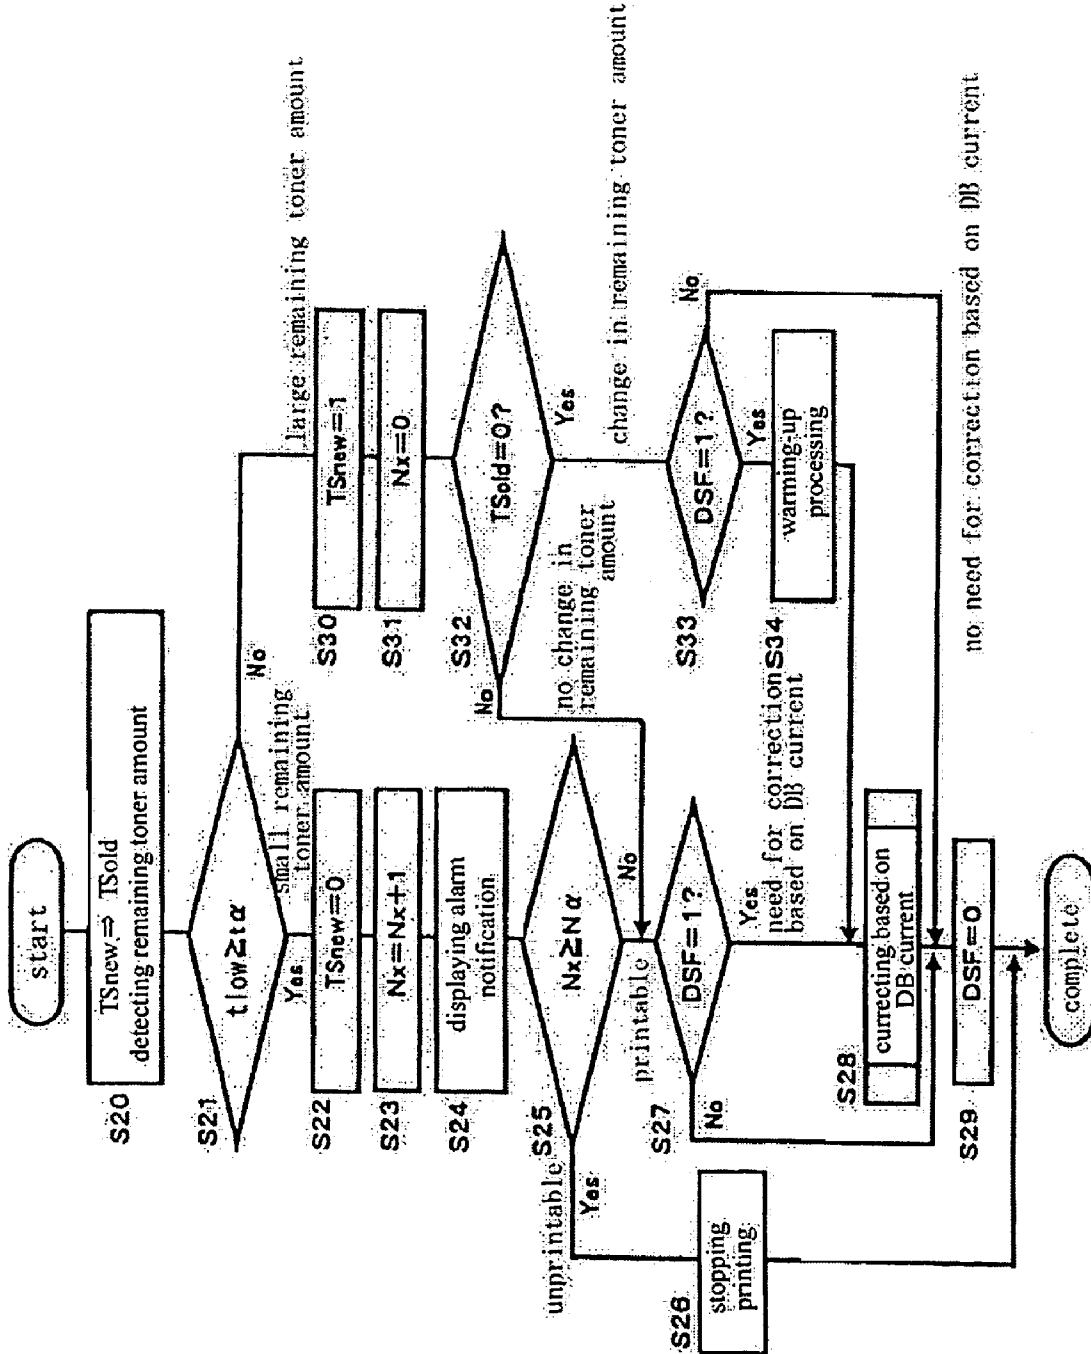 start
S20
TSnew⇒ TSold
detecting remaining toner amount
S21
tlow≥tα
No
large remaining toner amount
Yes
small remaining
toner amount
S22
TSnew=0
S23
Nx=Nx+1
S24
displaying alarm
notification
S30
TSnew=1
S31
Nx=0
S32
TSold=0?
No
Yes
no change in
remaining toner
amount
change in remaining toner amount
S25
Nx≥Nα
unprintable
Yes
No
printable
S26
stopping
printing
S27
DSF=1?
No
Yes
need for correction
based on DB current
S33
DSF=1?
No
Yes
S34
warming-up
processing
S28
currecting based on
DB current
no need for correction based on DB current
S29
DSF=0
complete